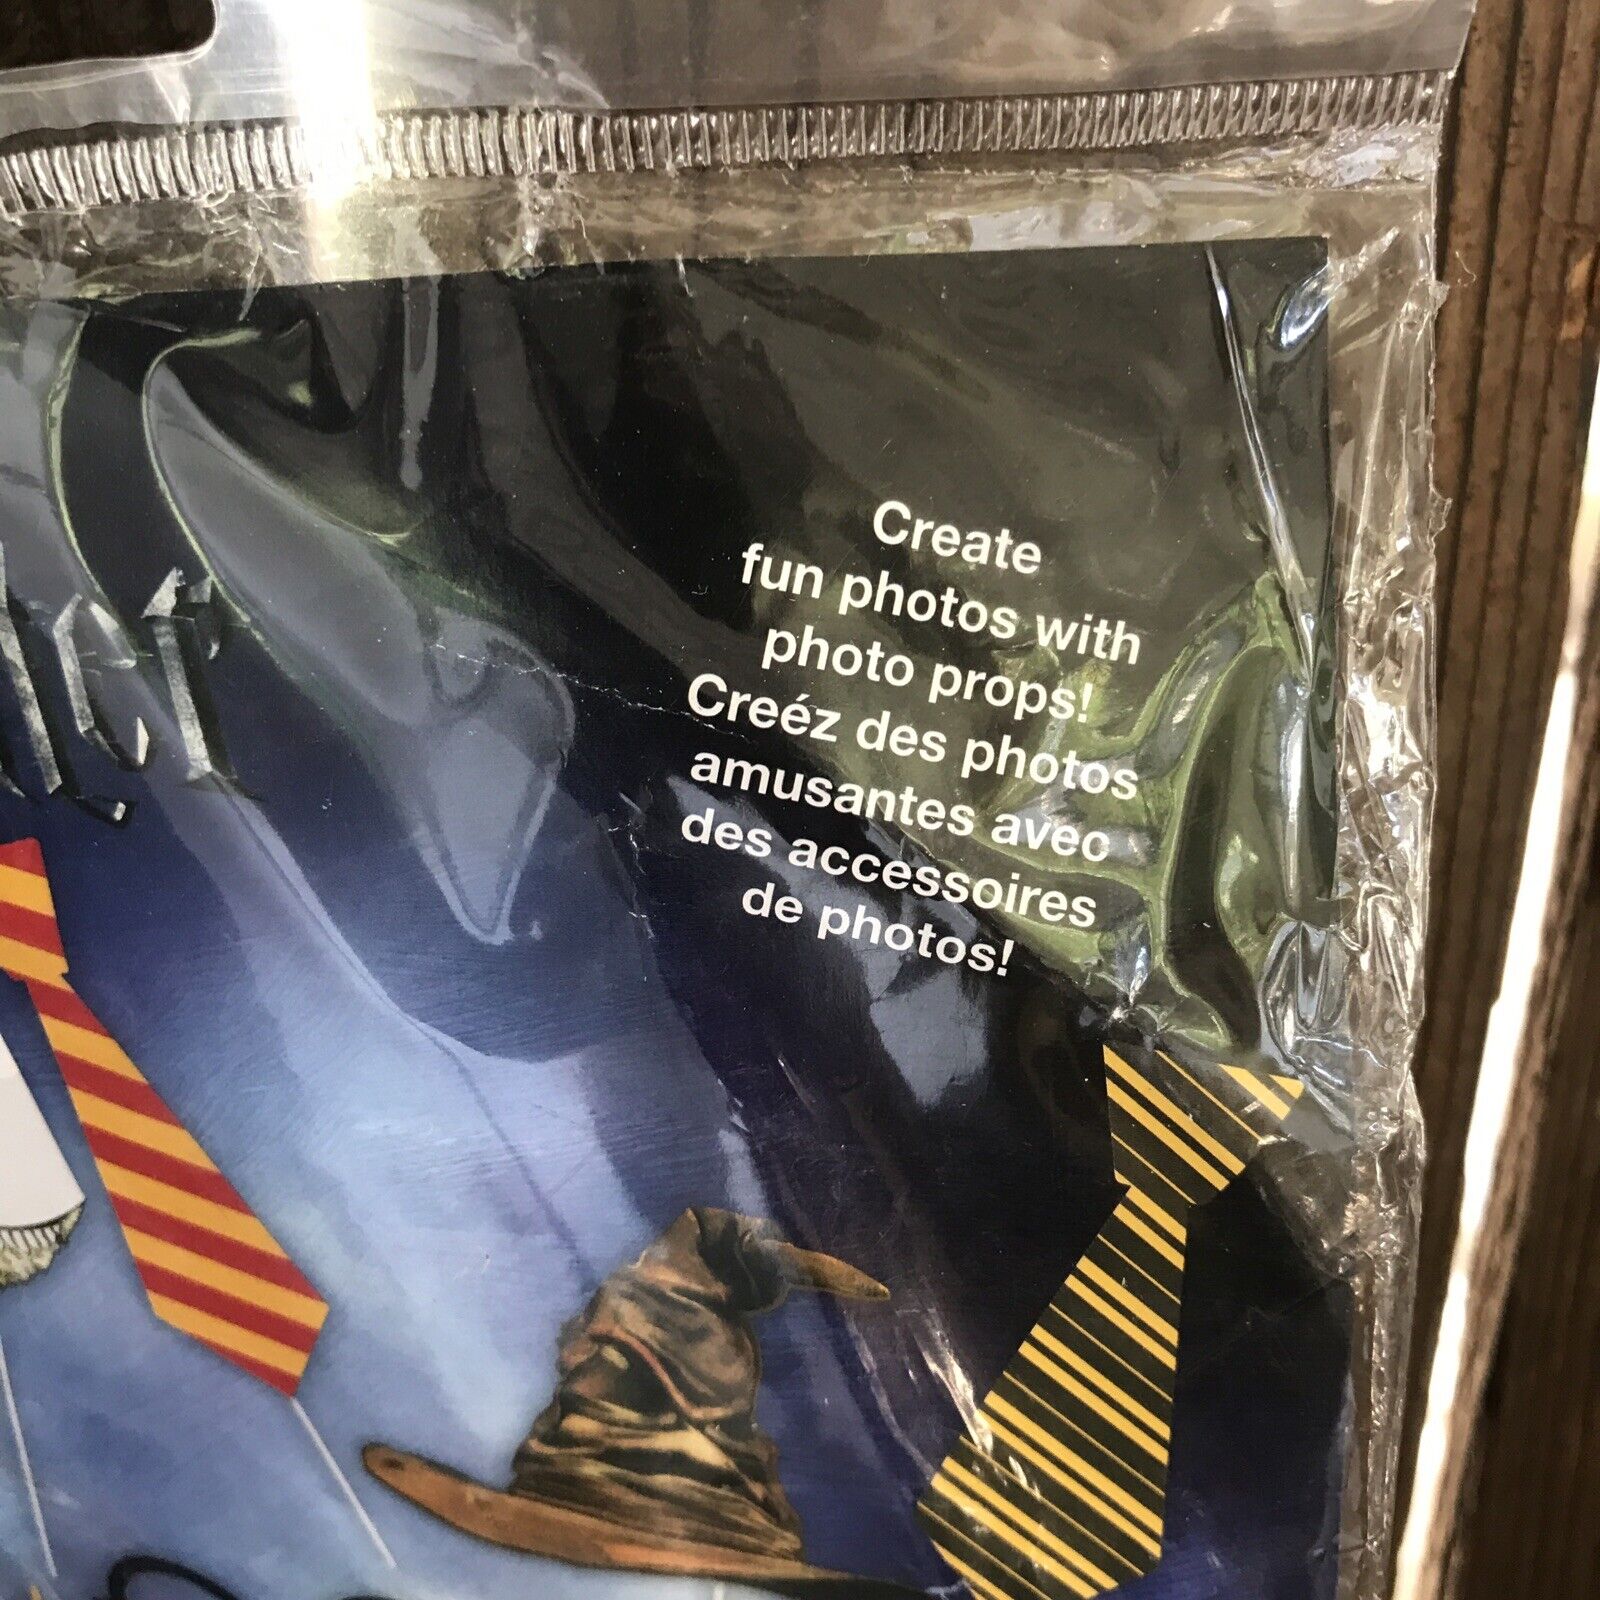 Create
fun photos with
photo props!
Creéz des photos
amusantes avec
des accessoires
de photos!